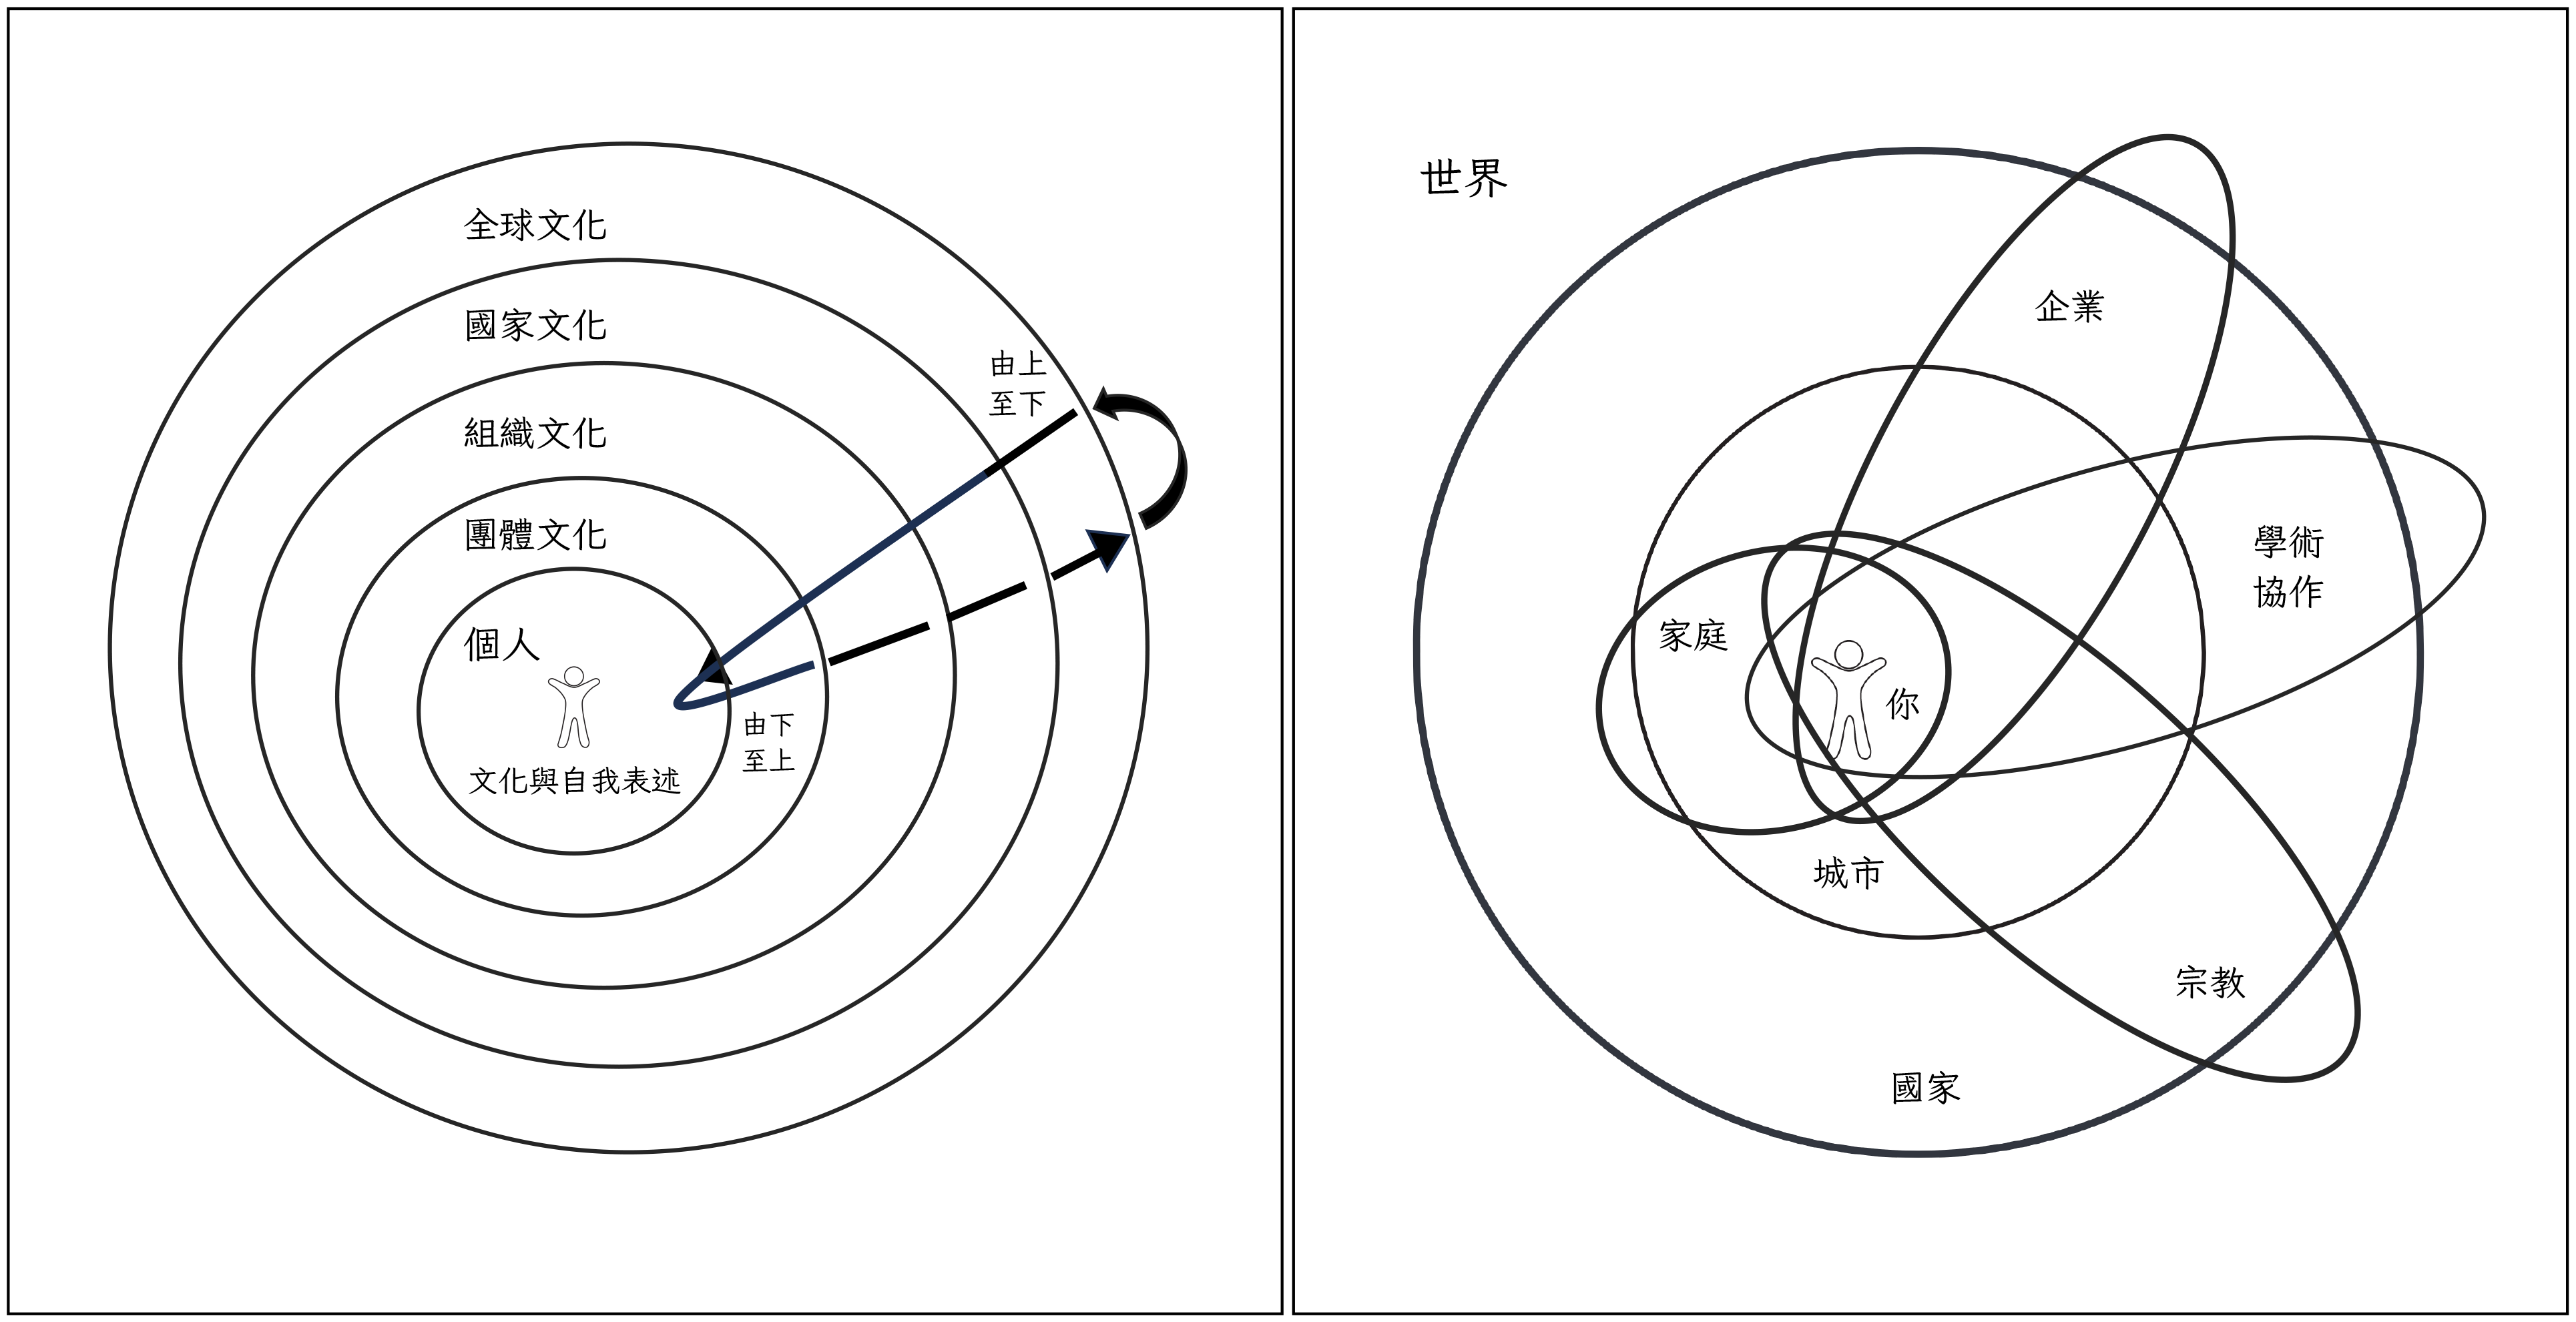 全球文化
國家文化
組織文化
團體文化
個人
文化與自我表述
由上
至下
由下
至上
世界
企業
學術
協作
家庭
你
城市
宗教
國家